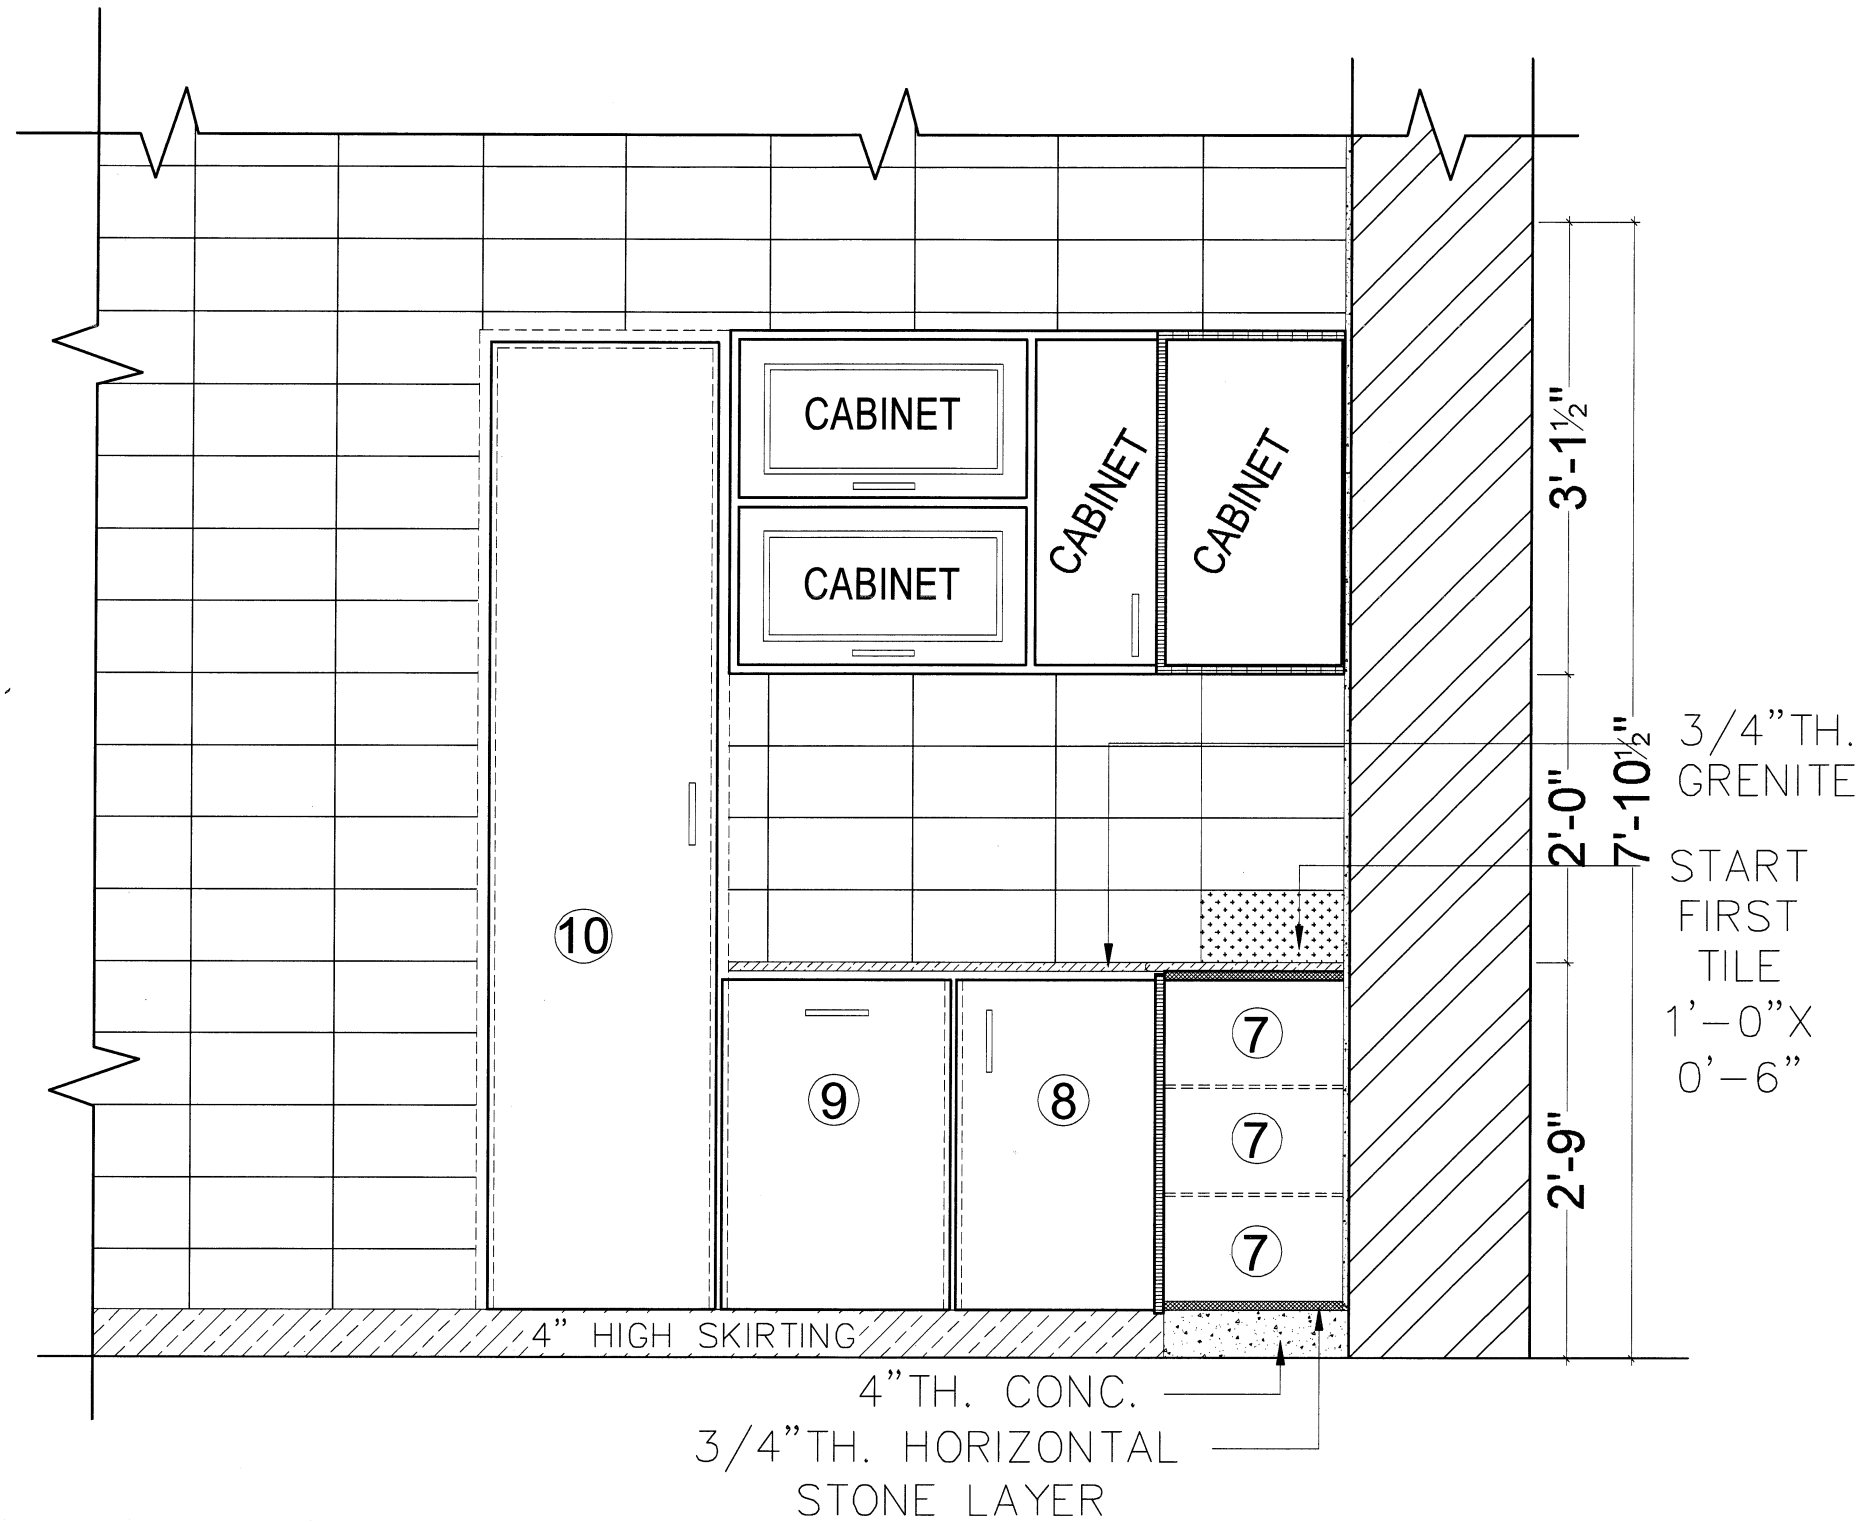 CABINET
CABINET
CABINET
CABINET
3'-1½"
2'-0"
7'-10½"
2'-9"
3/4"TH.
GRENITE
START
FIRST
TILE
1'-0"X
0'-6"
10
9
8
7
7
7
4" HIGH SKIRTING
4"TH. CONC.
3/4"TH. HORIZONTAL
STONE LAYER